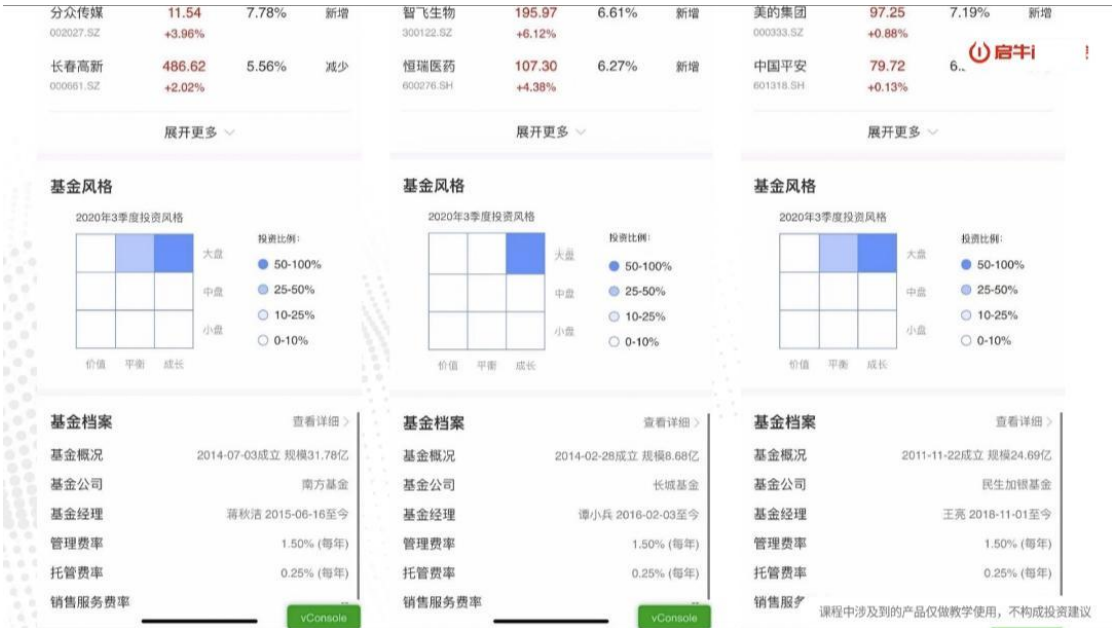 分众传媒 11.54 7.78% 新增
002027.SZ +3.96%
长春高新 486.62 5.56% 减少
000661.SZ +2.02%
展开更多
基金风格
2020年3季度投资风格
投资比例:
大盘
50-100%
中盘
25-50%
10-25%
小盘
0-10%
价值 平衡 成长
基金档案 查看详细
基金概况 2014-07-03成立 规模31.78亿
基金公司 南方基金
基金经理 蒋秋洁 2015-06-16至今
管理费率 1.50% (每年)
托管费率 0.25% (每年)
销售服务费率 --
vConsole
智飞生物 195.97 6.61% 新增
300122.SZ +6.12%
恒瑞医药 107.30 6.27% 新增
600276.SH +4.38%
展开更多
基金风格
2020年3季度投资风格
投资比例:
大盘
50-100%
中盘
25-50%
10-25%
小盘
0-10%
价值 平衡 成长
基金档案 查看详细
基金概况 2014-02-28成立 规模8.68亿
基金公司 长城基金
基金经理 谭小兵 2016-02-03至今
管理费率 1.50% (每年)
托管费率 0.25% (每年)
销售服务费率 --
vConsole
美的集团 97.25 7.19% 新增
000333.SZ +0.88%
启牛
中国平安 79.72 6.
601318.SH +0.13%
展开更多
基金风格
2020年3季度投资风格
投资比例:
大盘
50-100%
中盘
25-50%
10-25%
小盘
0-10%
价值 平衡 成长
基金档案 查看详细
基金概况 2011-11-22成立 规模24.69亿
基金公司 民生加银基金
基金经理 王亮 2018-11-01至今
管理费率 1.50% (每年)
托管费率 0.25% (每年)
销售服务
课程中涉及到的产品仅做教学使用，不构成投资建议